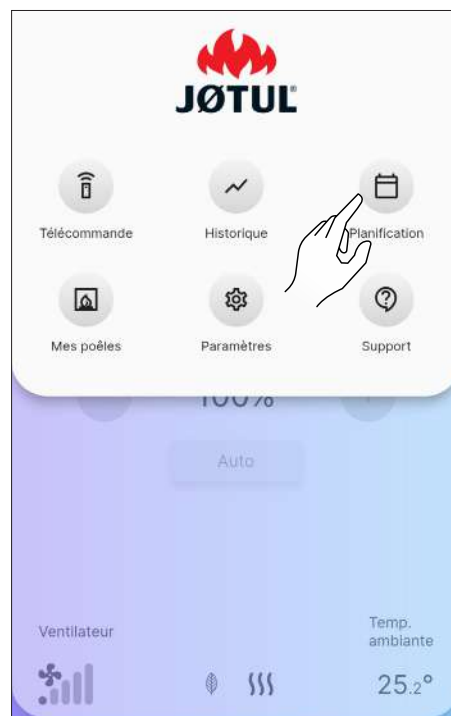 JØTUL
Télécommande
Historique
Planification
Mes poêles
Paramètres
Support
100%
Auto
Ventilateur
Temp.
ambiante
25.2°